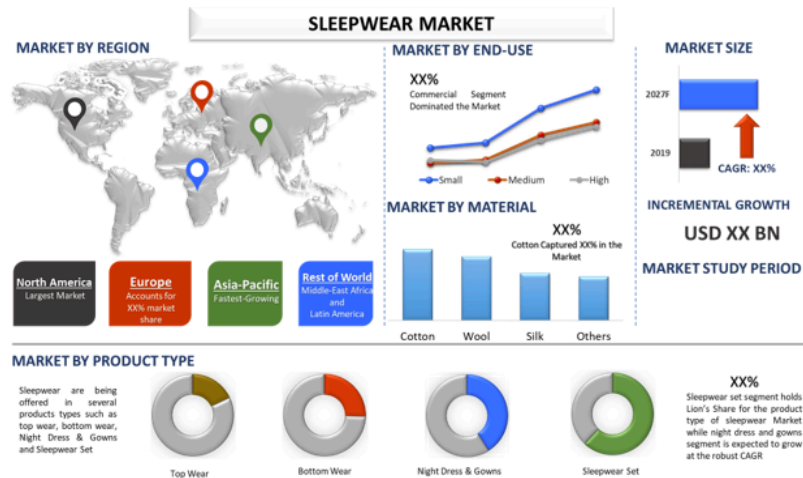 SLEEPWEAR MARKET
MARKET BY REGION
North America
Largest Market
Europe
Accounts for
XX% market
share
Asia-Pacific
Fastest-Growing
Rest of World
Middle-East Africa
and
Latin America
MARKET BY END-USE
XX%
Commercial Segment
Dominated the Market
Small
Medium
High
MARKET BY MATERIAL
XX%
Cotton Captured XX% in the
Market
Cotton
Wool
Silk
Others
MARKET SIZE
2027F
2019
CAGR: XX%
INCREMENTAL GROWTH
USD XX BN
MARKET STUDY PERIOD
MARKET BY PRODUCT TYPE
Sleepwear are being
offered in several
products types such as
top wear, bottom wear,
Night Dress & Gowns
and Sleepwear Set
Top Wear
Bottom Wear
Night Dress & Gowns
Sleepwear Set
XX%
Sleepwear set segment holds
Lion's Share for the product
type of sleepwear Market
while night dress and gowns
segment is expected to grow
at the robust CAGR